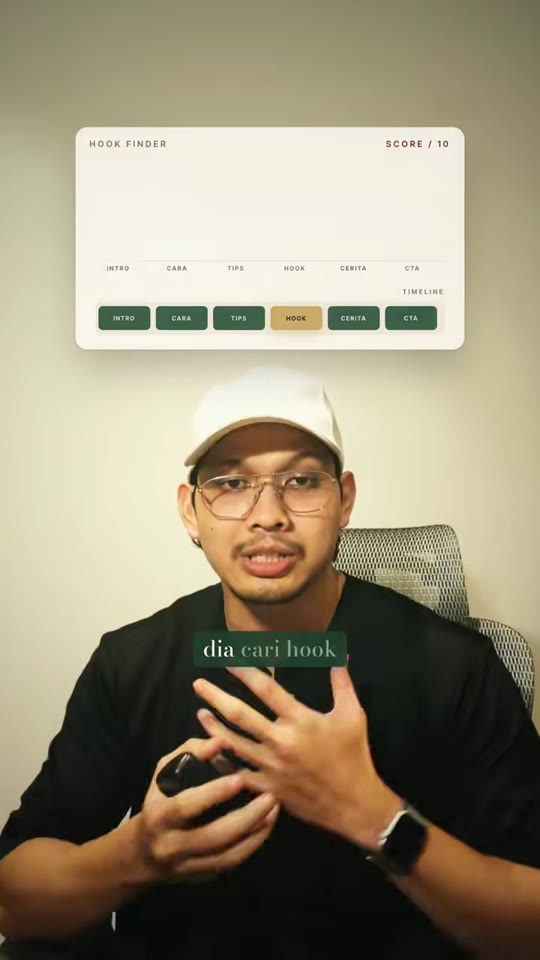 HOOK FINDER SCORE / 10
INTRO CARA TIPS HOOK CERITA CTA
TIMELINE
INTRO CARA TIPS HOOK CERITA CTA
dia cari hook